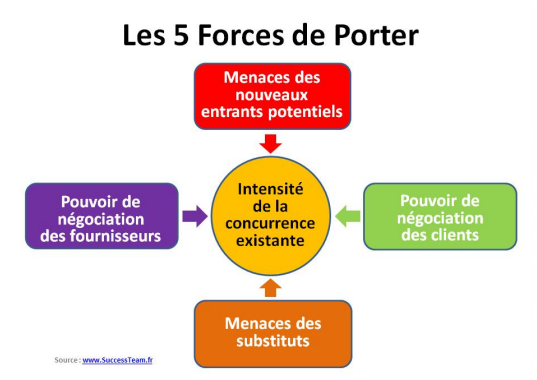 Les 5 Forces de Porter
Menaces des
nouveaux
entrants potentiels
Pouvoir de
négociation
des fournisseurs
Intensité
de la
concurrence
existante
Pouvoir de
négociation
des clients
Menaces des
substituts
Source : www.SuccessTeam.fr